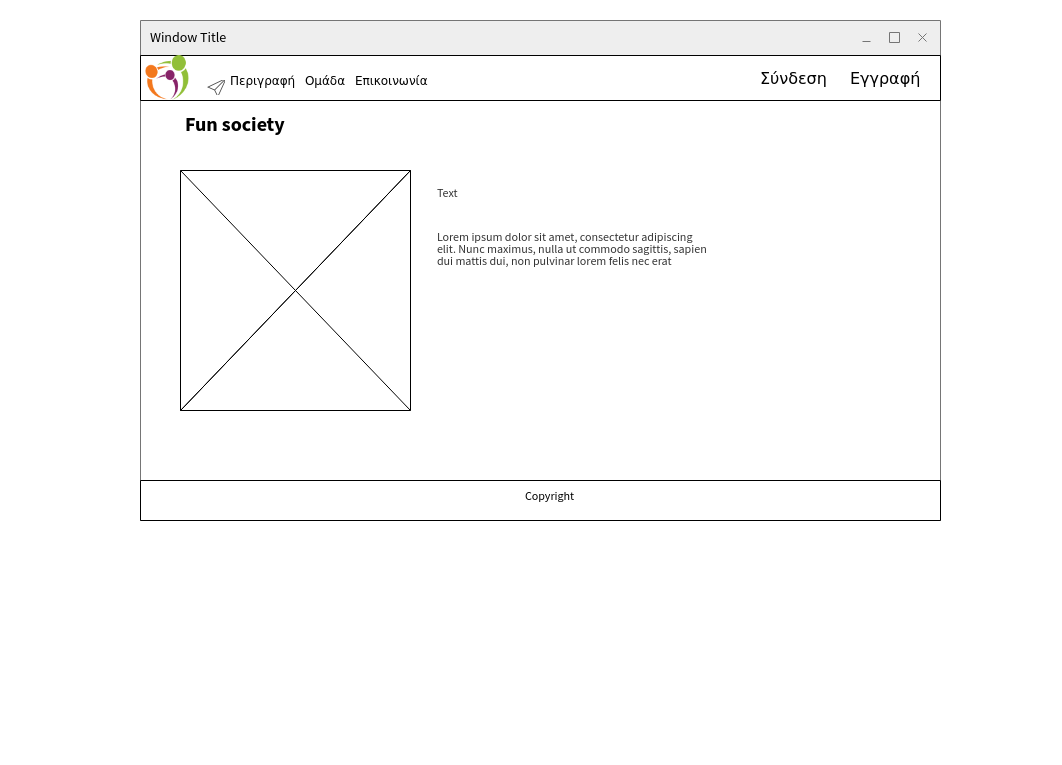 Window Title
Περιγραφή Ομάδα Επικοινωνία Σύνδεση Εγγραφή
Fun society
Text
Lorem ipsum dolor sit amet, consectetur adipiscing
elit. Nunc maximus, nulla ut commodo sagittis, sapien
dui mattis dui, non pulvinar lorem felis nec erat
Copyright